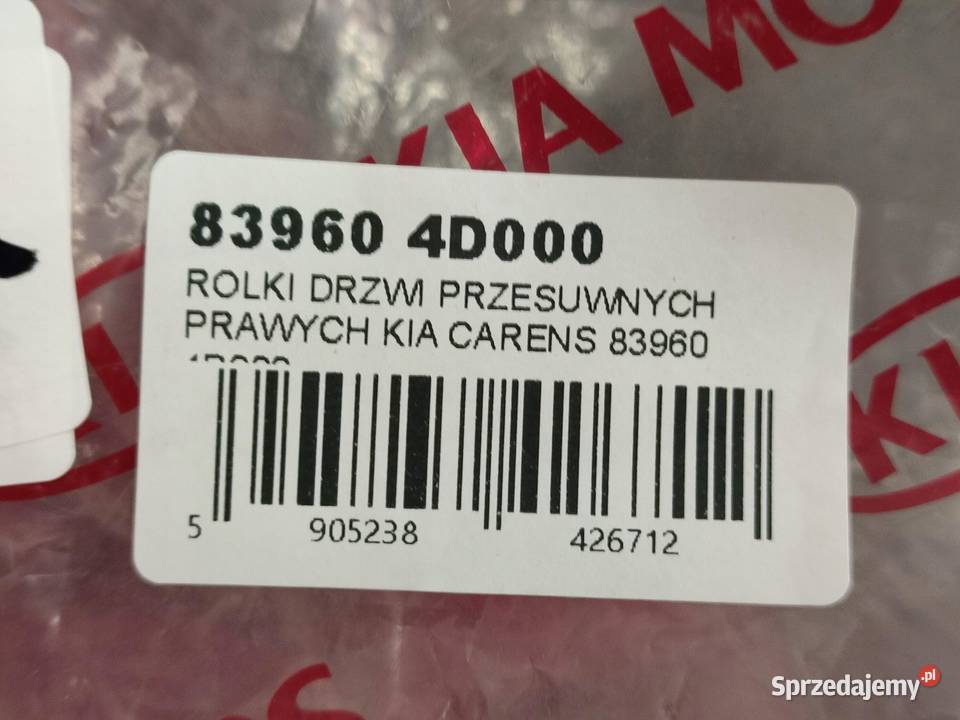 KIA MO
83960 4D000
ROLKI DRZWI PRZESUWNYCH
PRAWYCH KIA CARENS 83960
5 905238 426712
KI
Sprzedajemy.pl